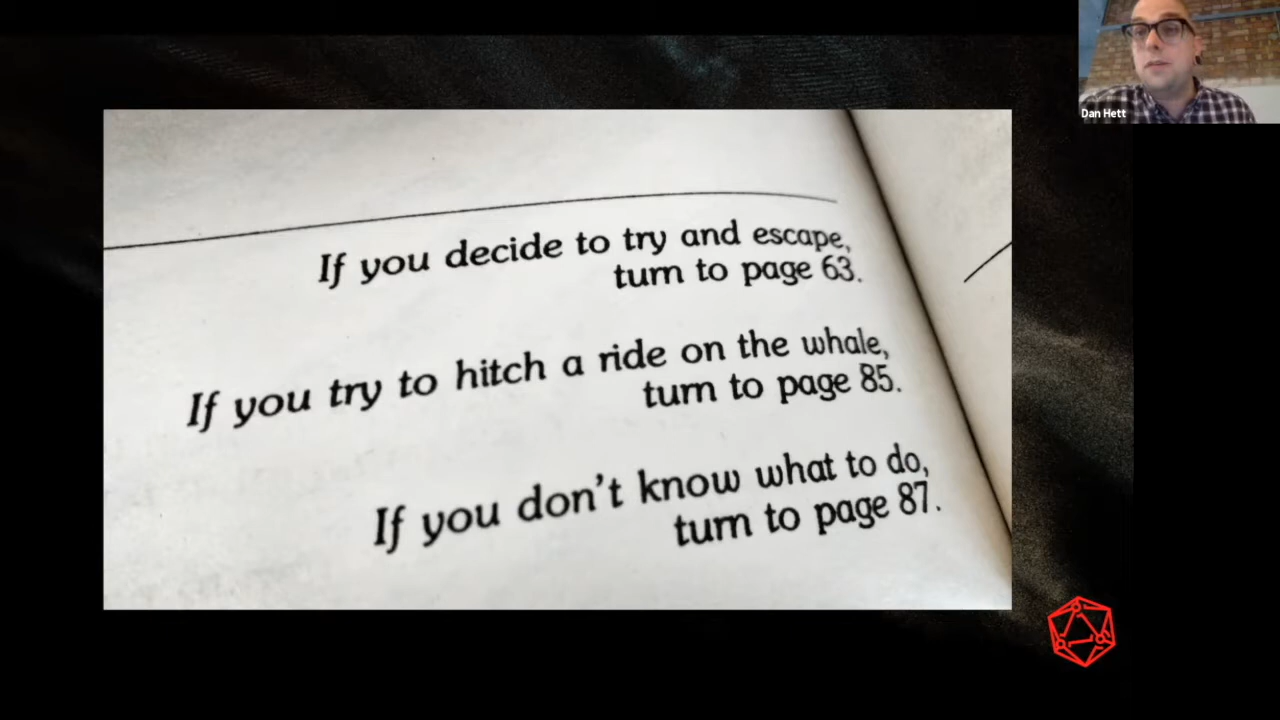 Dan Hett
If you decide to try and escape,
turn to page 63.
If you try to hitch a ride on the whale,
turn to page 85.
If you don't know what to do,
turn to page 87.